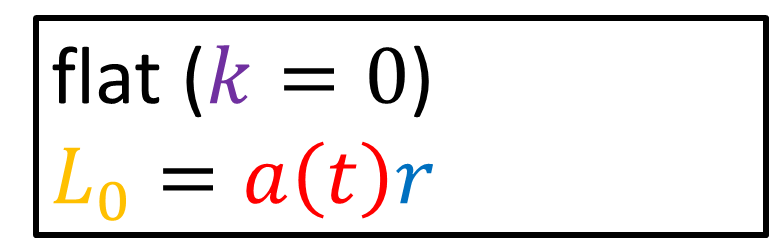 flat (k = 0)
L₀ = a(t)r